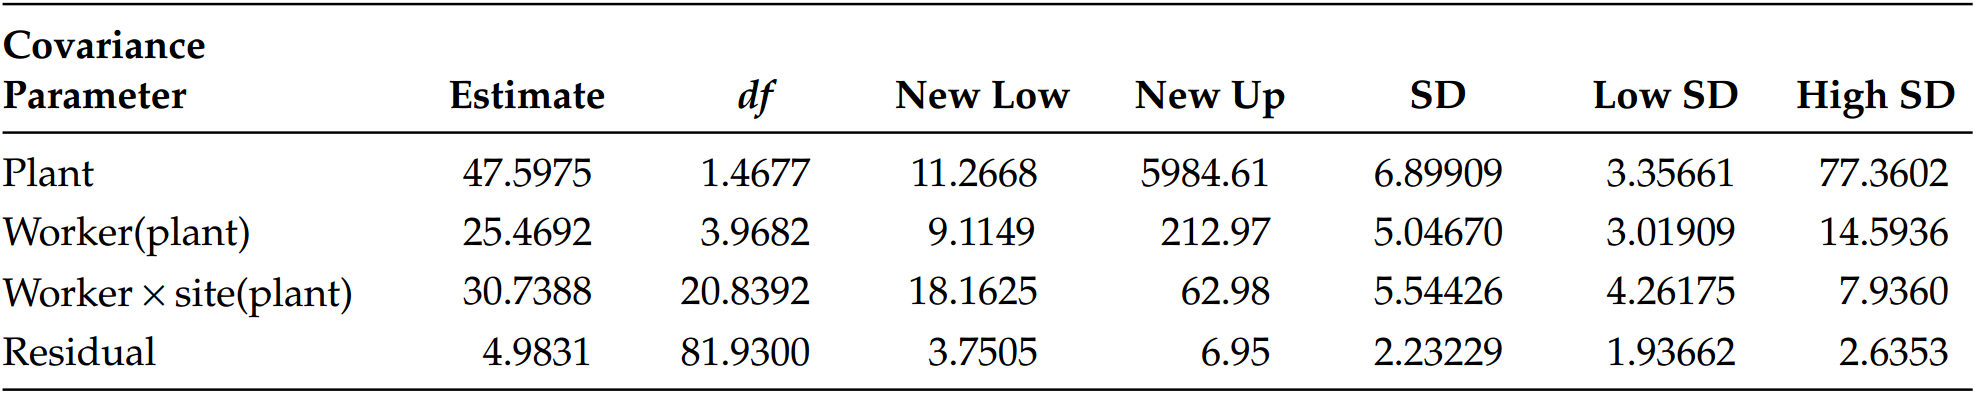 Covariance
Parameter Estimate df New Low New Up SD Low SD High SD
Plant 47.5975 1.4677 11.2668 5984.61 6.89909 3.35661 77.3602
Worker(plant) 25.4692 3.9682 9.1149 212.97 5.04670 3.01909 14.5936
Worker × site(plant) 30.7388 20.8392 18.1625 62.98 5.54426 4.26175 7.9360
Residual 4.9831 81.9300 3.7505 6.95 2.23229 1.93662 2.6353